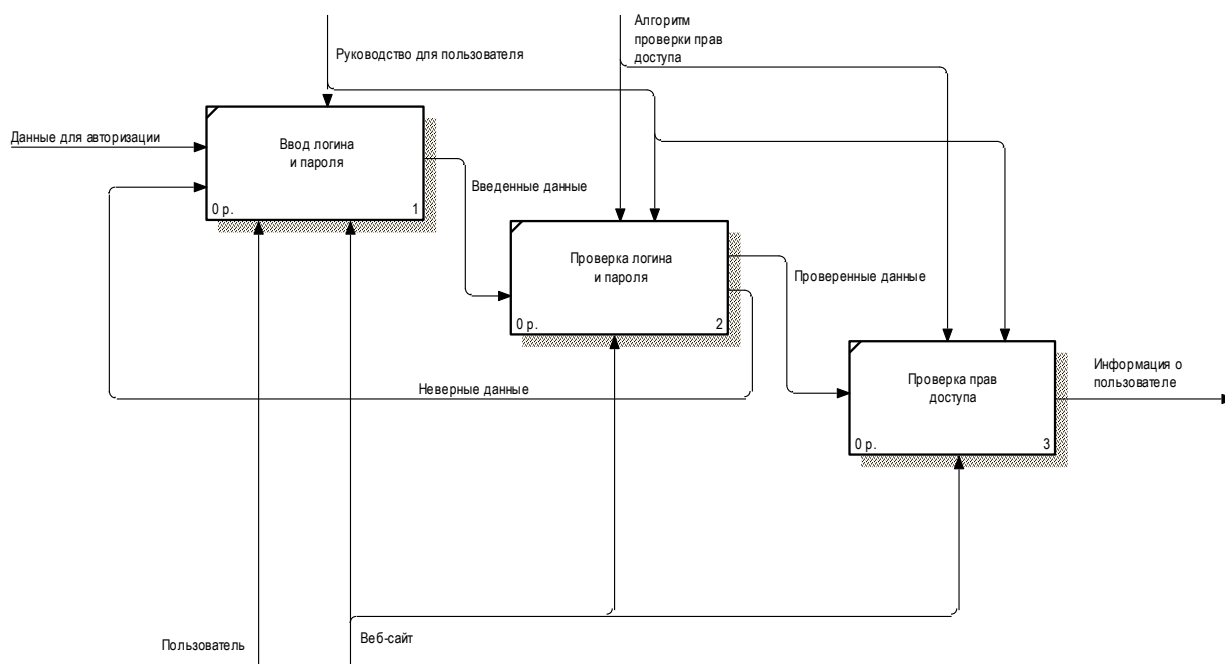 Алгоритм
проверки прав
доступа
Руководство для пользователя
Данные для авторизации
Ввод логина
и пароля
0 р.
1
Введенные данные
Проверка логина
и пароля
0 р.
2
Проверенные данные
Неверные данные
Проверка прав
доступа
0 р.
3
Информация о
пользователе
Пользователь
Веб-сайт